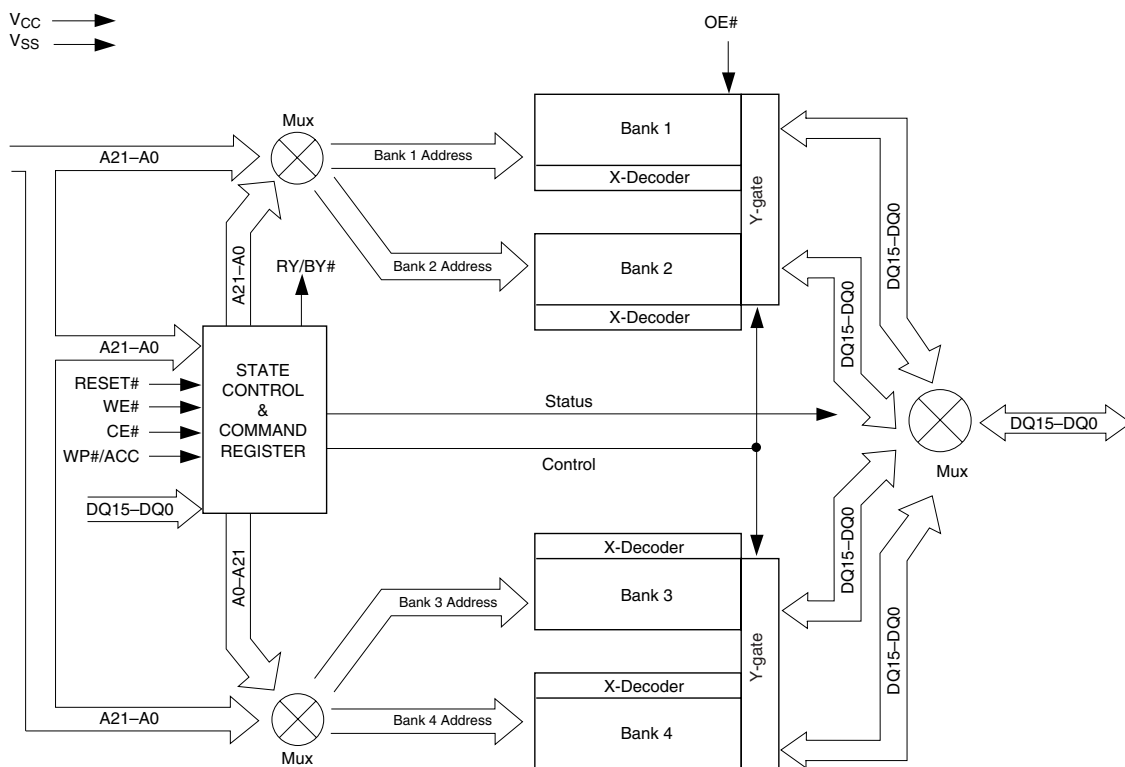 VCC
VSS
OE#
Mux
Bank 1
A21–A0
Bank 1 Address
X-Decoder
Y-gate
DQ15–DQ0
A21–A0
RY/BY#
Bank 2 Address
Bank 2
X-Decoder
DQ15–DQ0
A21–A0
STATE
CONTROL
&
COMMAND
REGISTER
RESET#
WE#
CE#
WP#/ACC
DQ15–DQ0
Status
Control
DQ15–DQ0
Mux
A0–A21
X-Decoder
Bank 3
Bank 3 Address
Y-gate
DQ15–DQ0
DQ15–DQ0
X-Decoder
Bank 4
A21–A0
Bank 4 Address
Mux